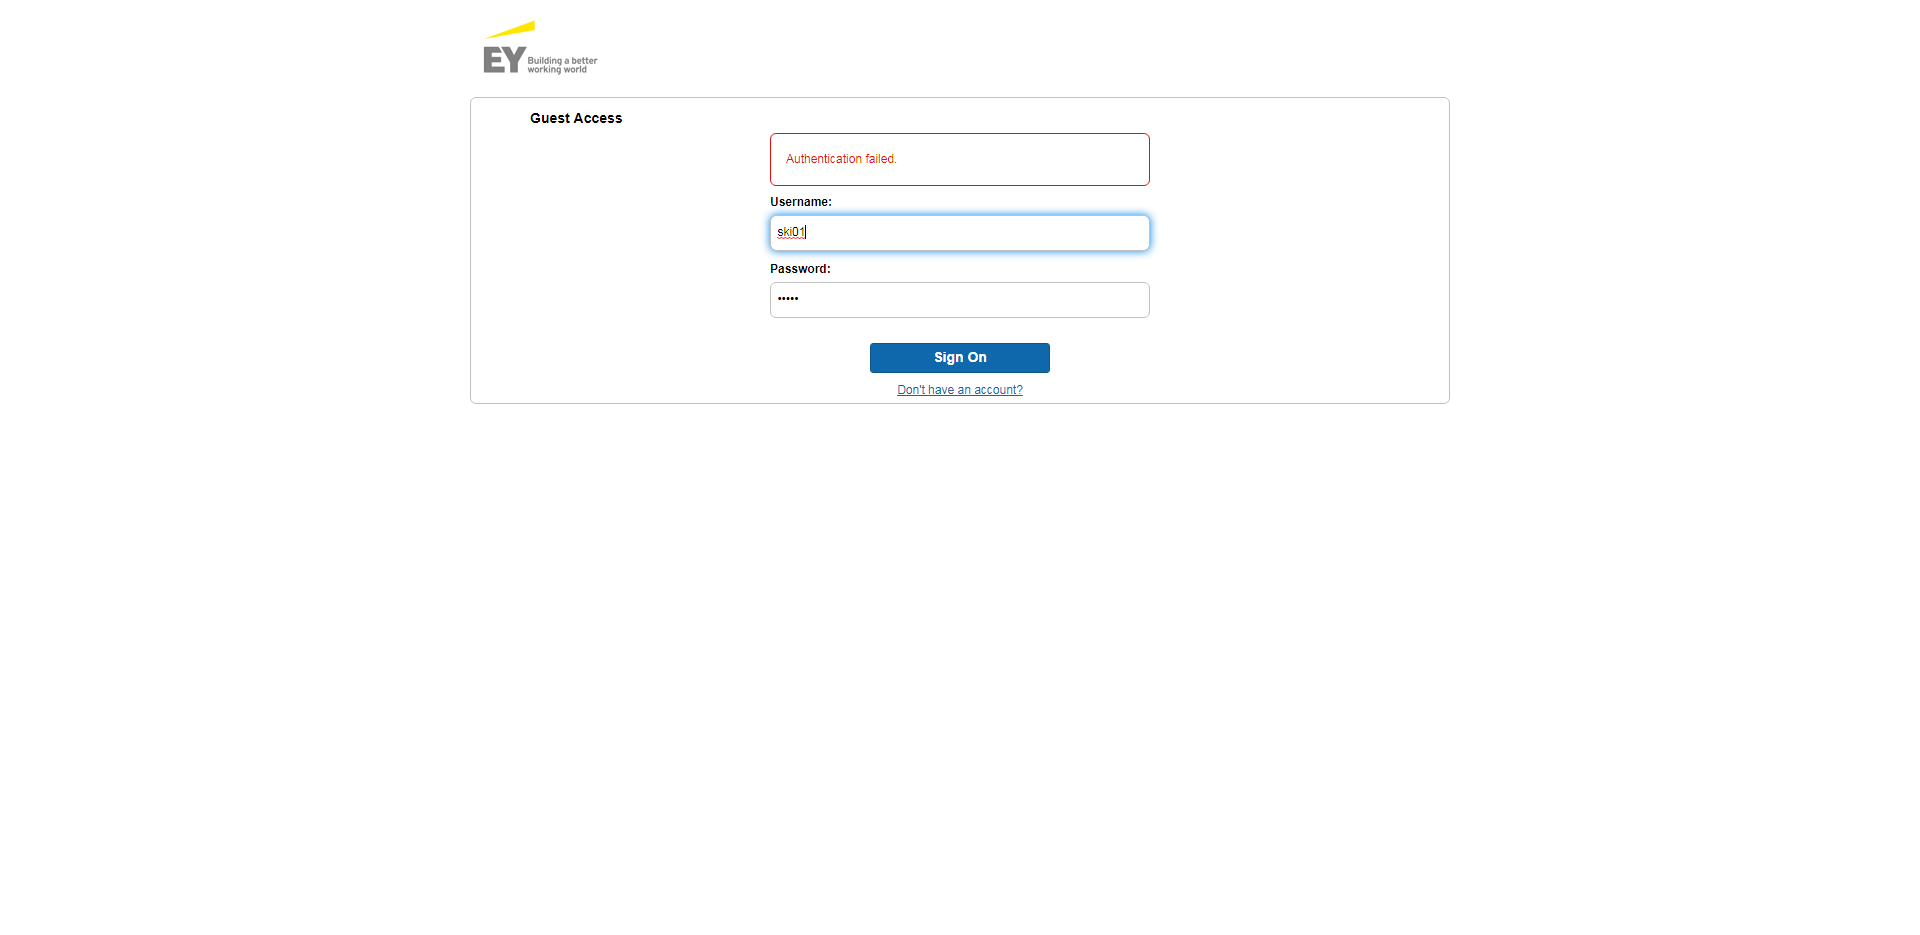 EY Building a better
working world
Guest Access
Authentication failed.
Username:
ski01
Password:
•••••
Sign On
Don't have an account?